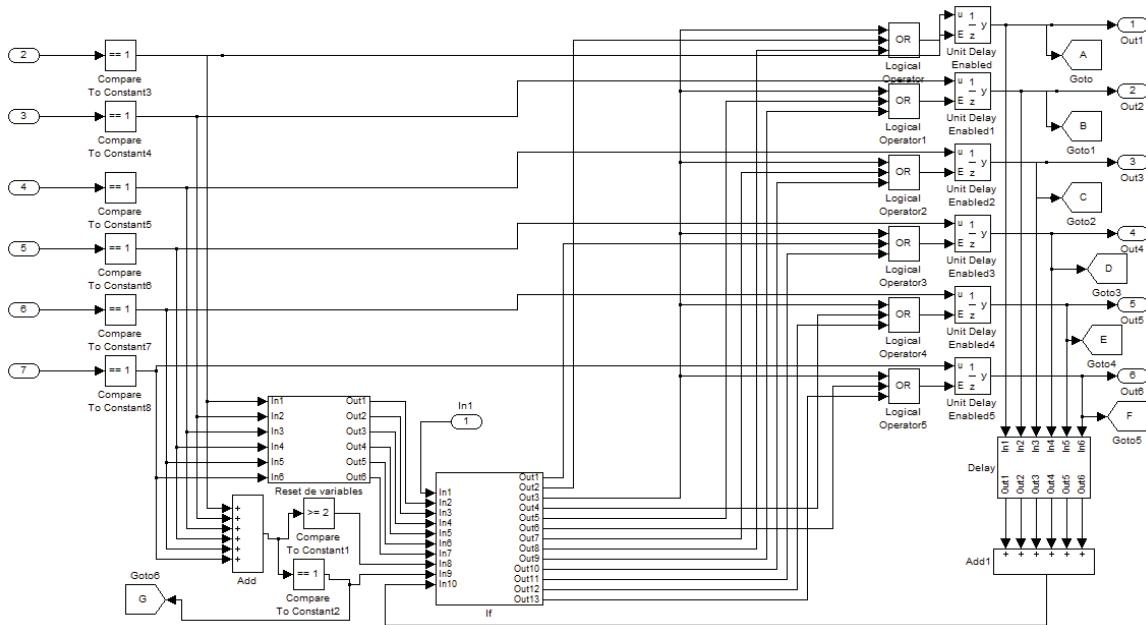 2
== 1
Compare
To Constant3
OR
Logical
Operator
u 1
E z y
Unit Delay
Enabled
1
Out1
A
Goto
3
== 1
Compare
To Constant4
OR
Logical
Operator1
u 1
E z y
Unit Delay
Enabled1
2
Out2
B
Goto1
4
== 1
Compare
To Constant5
OR
Logical
Operator2
u 1
E z y
Unit Delay
Enabled2
3
Out3
C
Goto2
5
== 1
Compare
To Constant6
OR
Logical
Operator3
u 1
E z y
Unit Delay
Enabled3
4
Out4
D
Goto3
6
== 1
Compare
To Constant7
OR
Logical
Operator4
u 1
E z y
Unit Delay
Enabled4
5
Out5
E
Goto4
7
== 1
Compare
To Constant8
OR
Logical
Operator5
u 1
E z y
Unit Delay
Enabled5
6
Out6
F
Goto5
In1 Out1
In2 Out2
In3 Out3
In4 Out4
In5 Out5
In6 Out6
Reset de variables
In1
1
+
+
+
+
+
+
Add
>= 2
Compare
To Constant1
== 1
Compare
To Constant2
Goto6
G
In1
In2
In3
In4
In5
In6
In7
In8
In9
In10
Out1
Out2
Out3
Out4
Out5
Out6
Out7
Out8
Out9
Out10
Out11
Out12
Out13
If
Delay
In1 In2 In3 In4 In5 In6
Out1 Out2 Out3 Out4 Out5 Out6
Add1
+ + + + + +